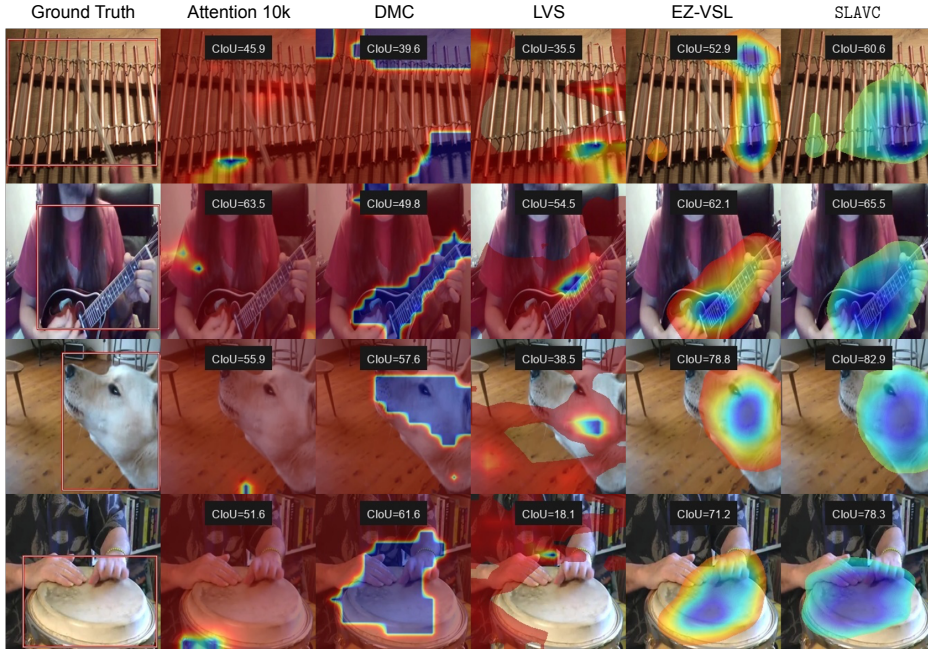 Ground Truth Attention 10k DMC LVS EZ-VSL SLAVC
CIoU=45.9 CIoU=39.6 CIoU=35.5 CIoU=52.9 CIoU=60.6
CIoU=63.5 CIoU=49.8 CIoU=54.5 CIoU=62.1 CIoU=65.5
CIoU=55.9 CIoU=57.6 CIoU=38.5 CIoU=78.8 CIoU=82.9
CIoU=51.6 CIoU=61.6 CIoU=18.1 CIoU=71.2 CIoU=78.3